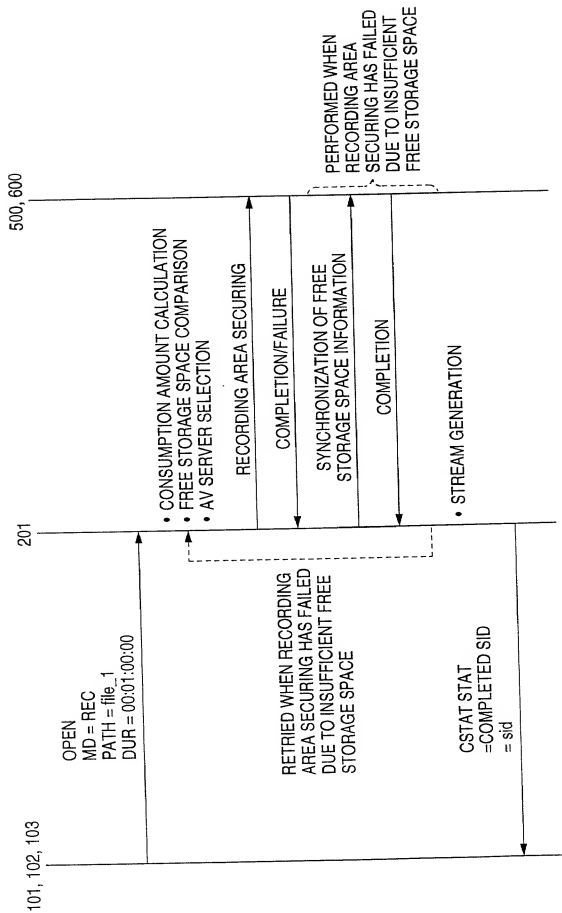 101, 102, 103
201
500, 600
OPEN
MD = REC
PATH = file_1
DUR = 00:01:00:00
• CONSUMPTION AMOUNT CALCULATION
• FREE STORAGE SPACE COMPARISON
• AV SERVER SELECTION
RECORDING AREA SECURING
COMPLETION/FAILURE
SYNCHRONIZATION OF FREE
STORAGE SPACE INFORMATION
COMPLETION
PERFORMED WHEN
RECORDING AREA
SECURING HAS FAILED
DUE TO INSUFFICIENT
FREE STORAGE SPACE
RETRIED WHEN RECORDING
AREA SECURING HAS FAILED
DUE TO INSUFFICIENT FREE
STORAGE SPACE
• STREAM GENERATION
CSTAT STAT
=COMPLETED SID
= sid